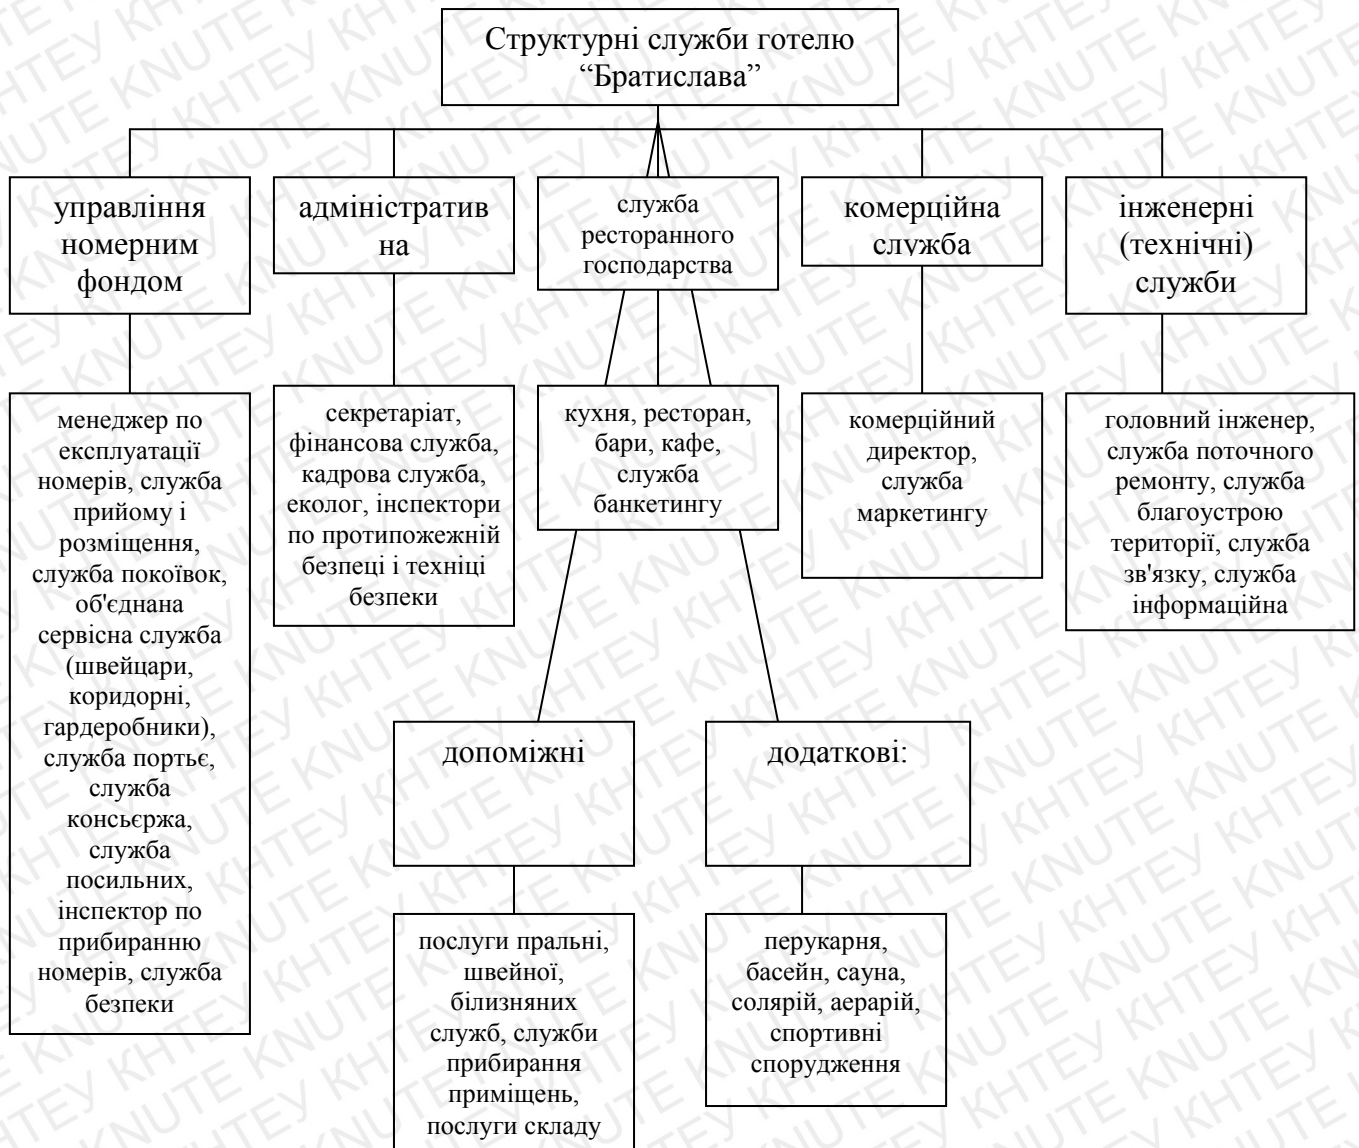 Структурні служби готелю
“Братислава”
управління
номерним
фондом
адміністратив
на
служба
ресторанного
господарства
комерційна
служба
інженерні
(технічні)
служби
менеджер по
експлуатації
номерів, служба
прийому і
розміщення,
служба покоївок,
об'єднана
сервісна служба
(швейцари,
коридорні,
гардеробники),
служба портьє,
служба
консьєржа,
служба
посильних,
інспектор по
прибиранню
номерів, служба
безпеки
секретаріат,
фінансова служба,
кадрова служба,
еколог, інспектори
по протипожежній
безпеці і техніці
безпеки
кухня, ресторан,
бари, кафе,
служба
банкетингу
комерційний
директор,
служба
маркетингу
головний інженер,
служба поточного
ремонту, служба
благоустрою
території, служба
зв'язку, служба
інформаційна
допоміжні
додаткові:
послуги пральні,
швейної,
білизняних
служб, служби
прибирання
приміщень,
послуги складу
перукарня,
басейн, сауна,
солярій, аерарій,
спортивні
спорудження